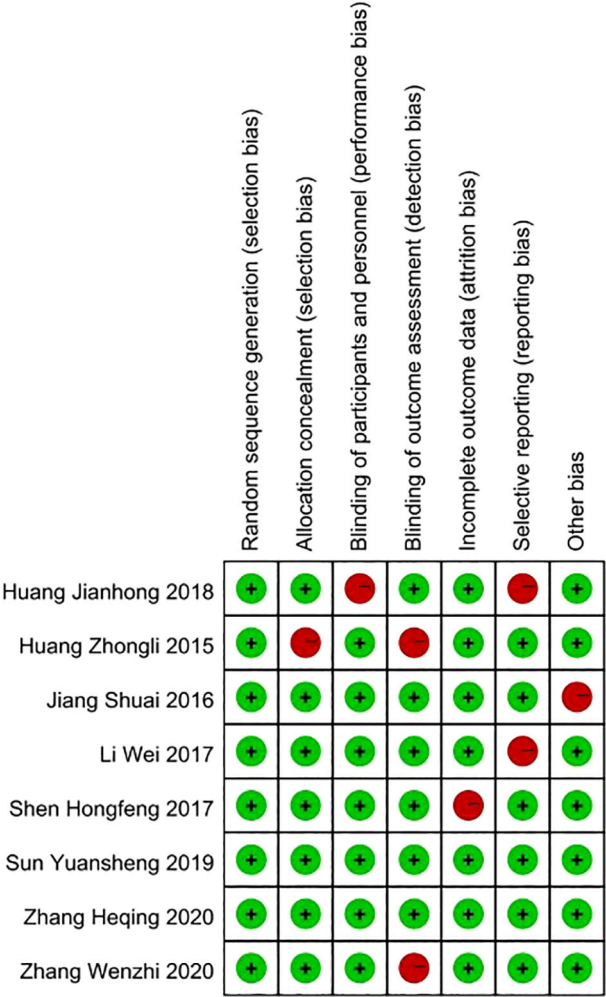 Random sequence generation (selection bias)
Allocation concealment (selection bias)
Blinding of participants and personnel (performance bias)
Blinding of outcome assessment (detection bias)
Incomplete outcome data (attrition bias)
Selective reporting (reporting bias)
Other bias
Huang Jianhong 2018 + + - + + - +
Huang Zhongli 2015 + - + - + + +
Jiang Shuai 2016 + + + + + + -
Li Wei 2017 + + + + + - +
Shen Hongfeng 2017 + + + + - + +
Sun Yuansheng 2019 + + + + + + +
Zhang Heqing 2020 + + + + + + +
Zhang Wenzhi 2020 + + + - + + +